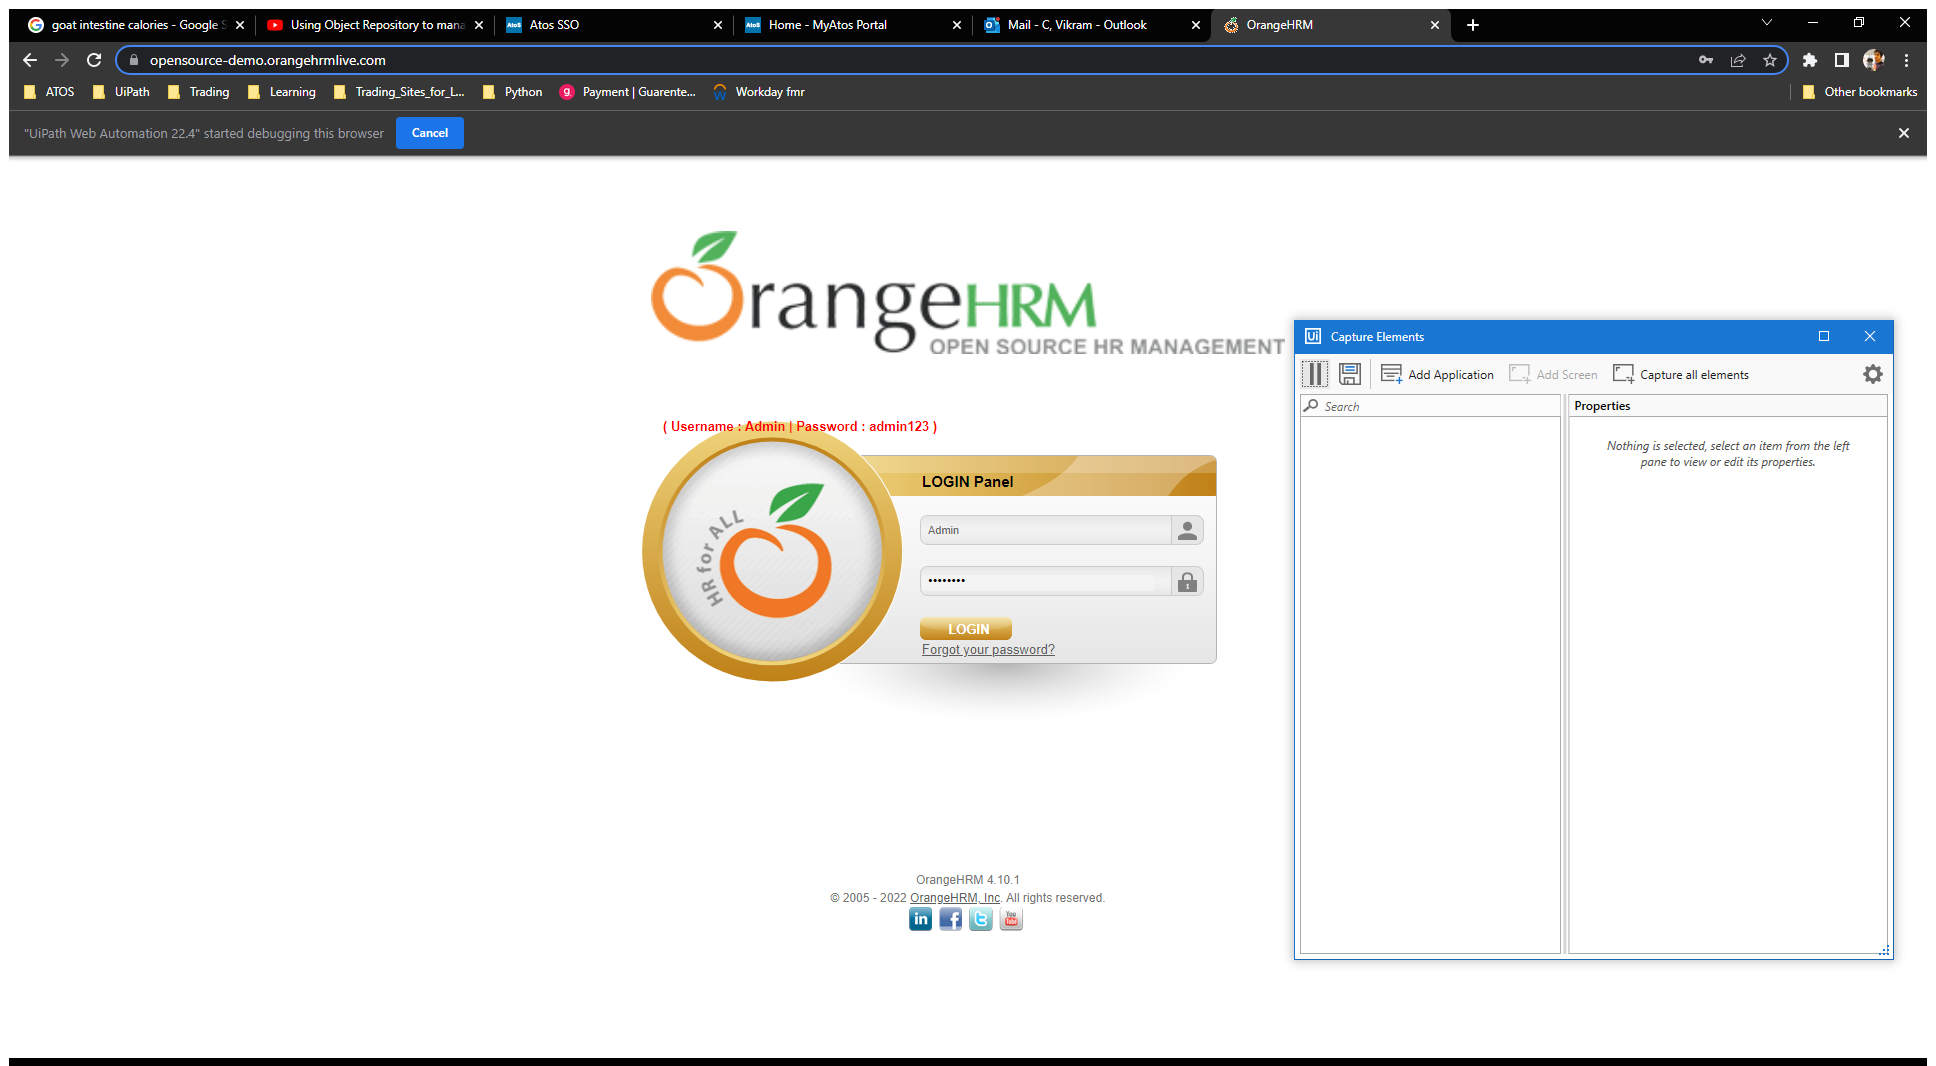 goat intestine calories - Google S
Using Object Repository to mana
Atos SSO
Home - MyAtos Portal
Mail - C, Vikram - Outlook
OrangeHRM
opensource-demo.orangehrmlive.com
ATOS
UiPath
Trading
Learning
Trading_Sites_for_L...
Python
Payment | Guarente...
Workday fmr
Other bookmarks
"UiPath Web Automation 22.4" started debugging this browser
Cancel
OrangeHRM
OPEN SOURCE HR MANAGEMENT
( Username : Admin | Password : admin123 )
HR for ALL
LOGIN Panel
Admin
••••••••
LOGIN
Forgot your password?
OrangeHRM 4.10.1
© 2005 - 2022 OrangeHRM, Inc. All rights reserved.
in
You
Tube
Ui
Capture Elements
Add Application
Add Screen
Capture all elements
Search
Properties
Nothing is selected, select an item from the left
pane to view or edit its properties.